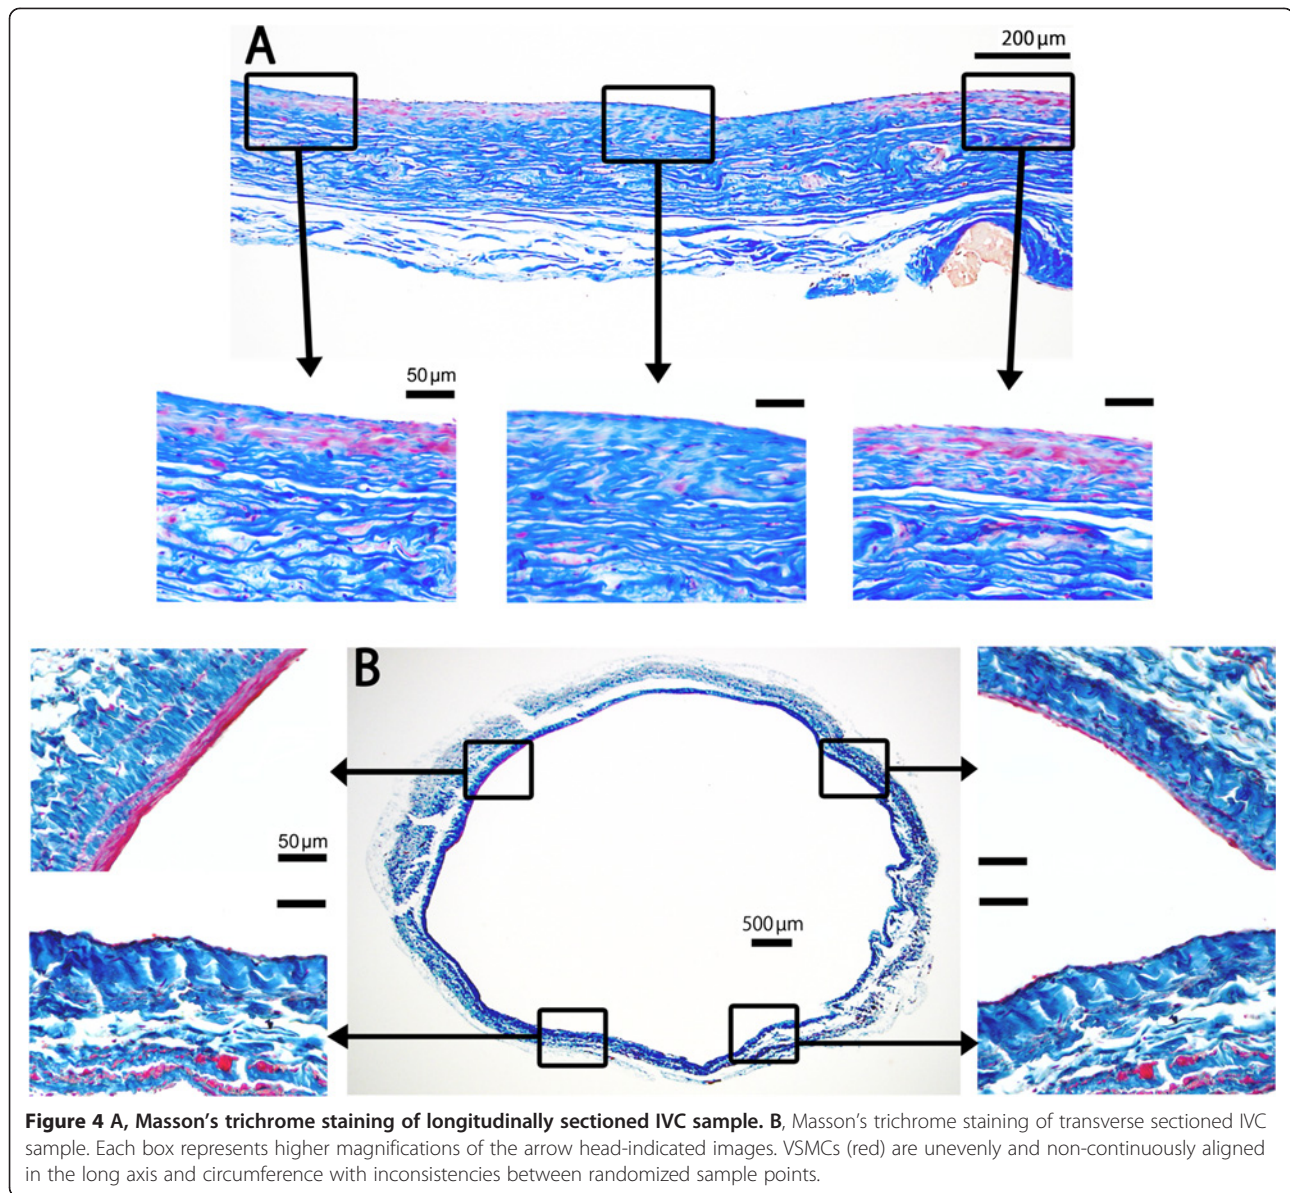 A
200 µm
50 µm
B
50 µm
500 µm
Figure 4 A, Masson's trichrome staining of longitudinally sectioned IVC sample. B, Masson's trichrome staining of transverse sectioned IVC
sample. Each box represents higher magnifications of the arrow head-indicated images. VSMCs (red) are unevenly and non-continuously aligned
in the long axis and circumference with inconsistencies between randomized sample points.